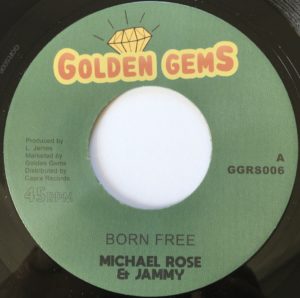 GOLDEN GEMS
Produced by
L. James
Marketed by
Golden Gems
Distributed by
Coera Records
45RPM
A
GGRS006
BORN FREE
MICHAEL ROSE
& JAMMY